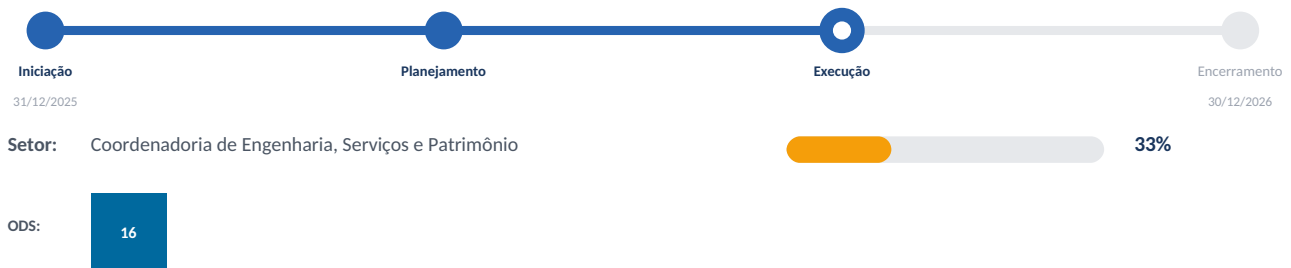 Iniciação Planejamento Execução Encerramento
31/12/2025 30/12/2026
Setor: Coordenadoria de Engenharia, Serviços e Patrimônio 33%
ODS: 16